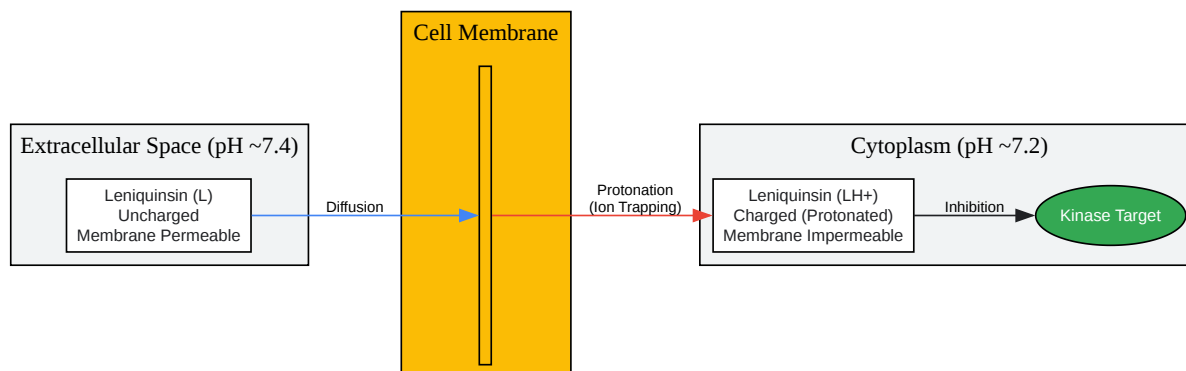 Cell Membrane
Extracellular Space (pH ~7.4)
Leniquinsin (L)
Uncharged
Membrane Permeable
Diffusion
Protonation
(Ion Trapping)
Cytoplasm (pH ~7.2)
Leniquinsin (LH+)
Charged (Protonated)
Membrane Impermeable
Inhibition
Kinase Target